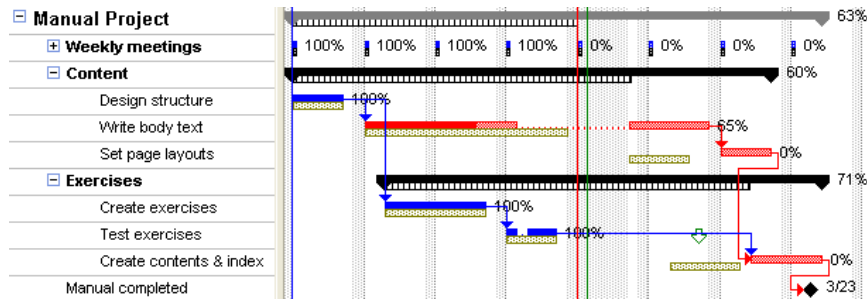 Manual Project 63%
Weekly meetings 100% 100% 100% 100% 0% 0% 0% 0%
Content 60%
Design structure 100%
Write body text 65%
Set page layouts 0%
Exercises 71%
Create exercises 100%
Test exercises 100%
Create contents & index 0%
Manual completed 3/23